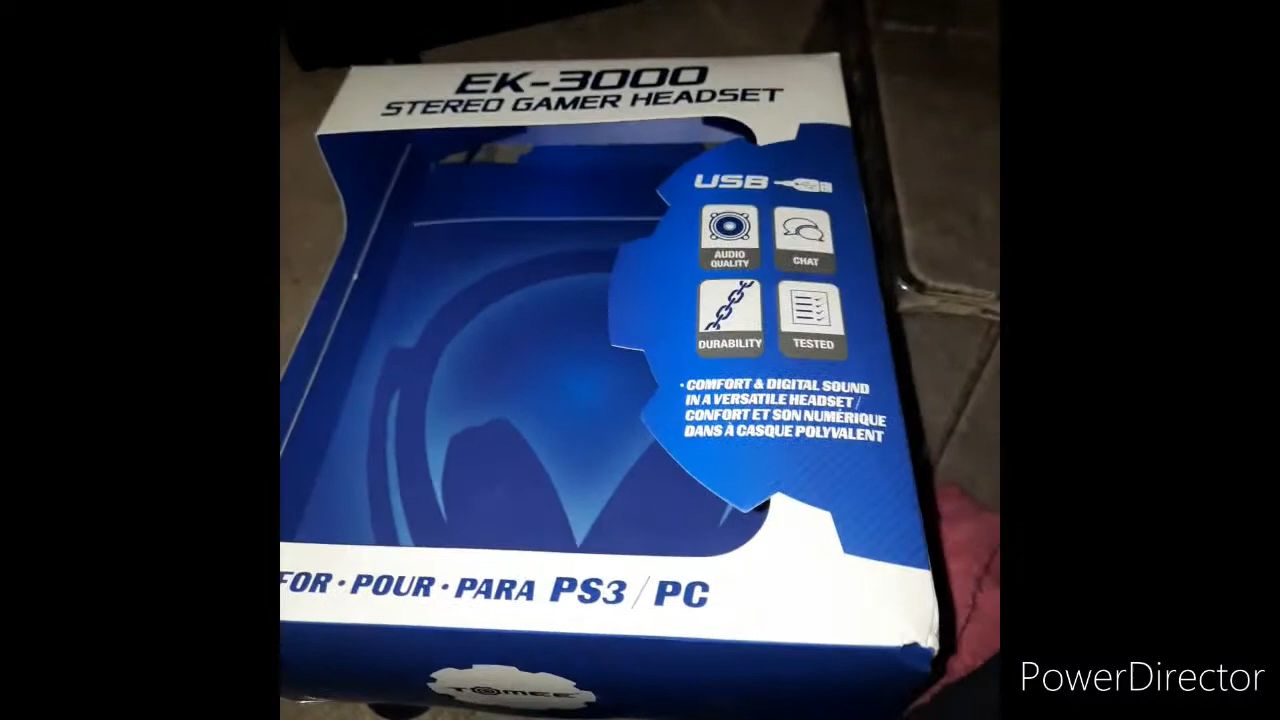 EK-3000
STEREO GAMER HEADSET
USB
AUDIO
QUALITY
CHAT
DURABILITY
TESTED
· COMFORT & DIGITAL SOUND
IN A VERSATILE HEADSET /
CONFORT ET SON NUMÉRIQUE
DANS À CASQUE POLYVALENT
FOR · POUR · PARA PS3 / PC
TOMEE
PowerDirector